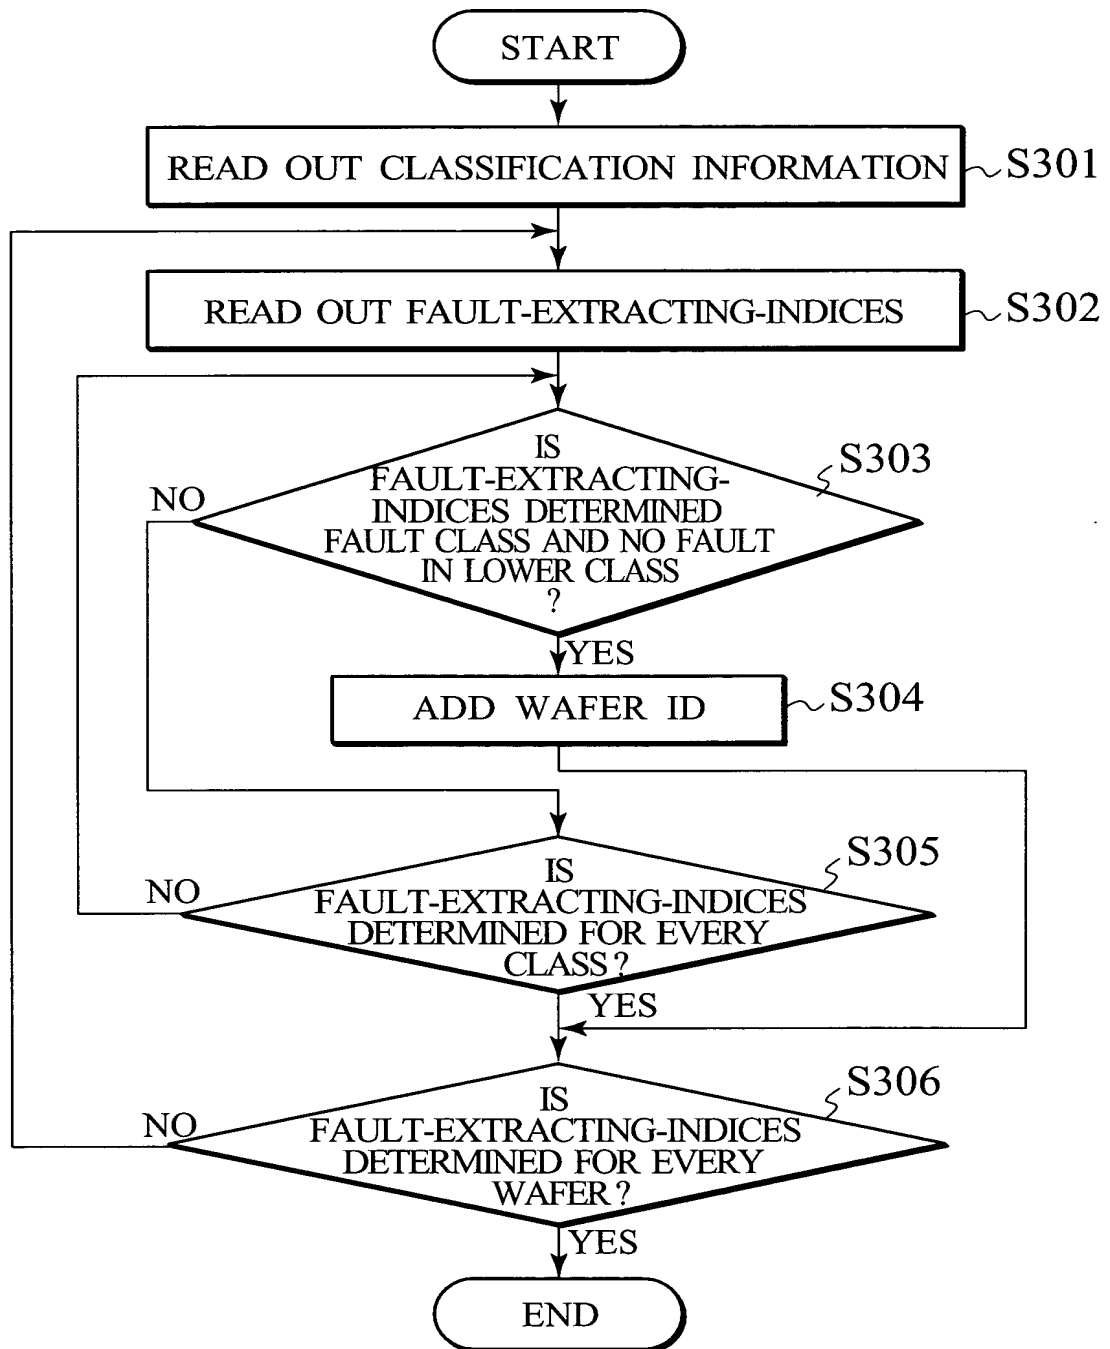 START
READ OUT CLASSIFICATION INFORMATION
S301
READ OUT FAULT-EXTRACTING-INDICES
S302
IS
FAULT-EXTRACTING-
INDICES DETERMINED
FAULT CLASS AND NO FAULT
IN LOWER CLASS
?
S303
NO
YES
ADD WAFER ID
S304
IS
FAULT-EXTRACTING-INDICES
DETERMINED FOR EVERY
CLASS?
S305
NO
YES
IS
FAULT-EXTRACTING-INDICES
DETERMINED FOR EVERY
WAFER?
S306
NO
YES
END